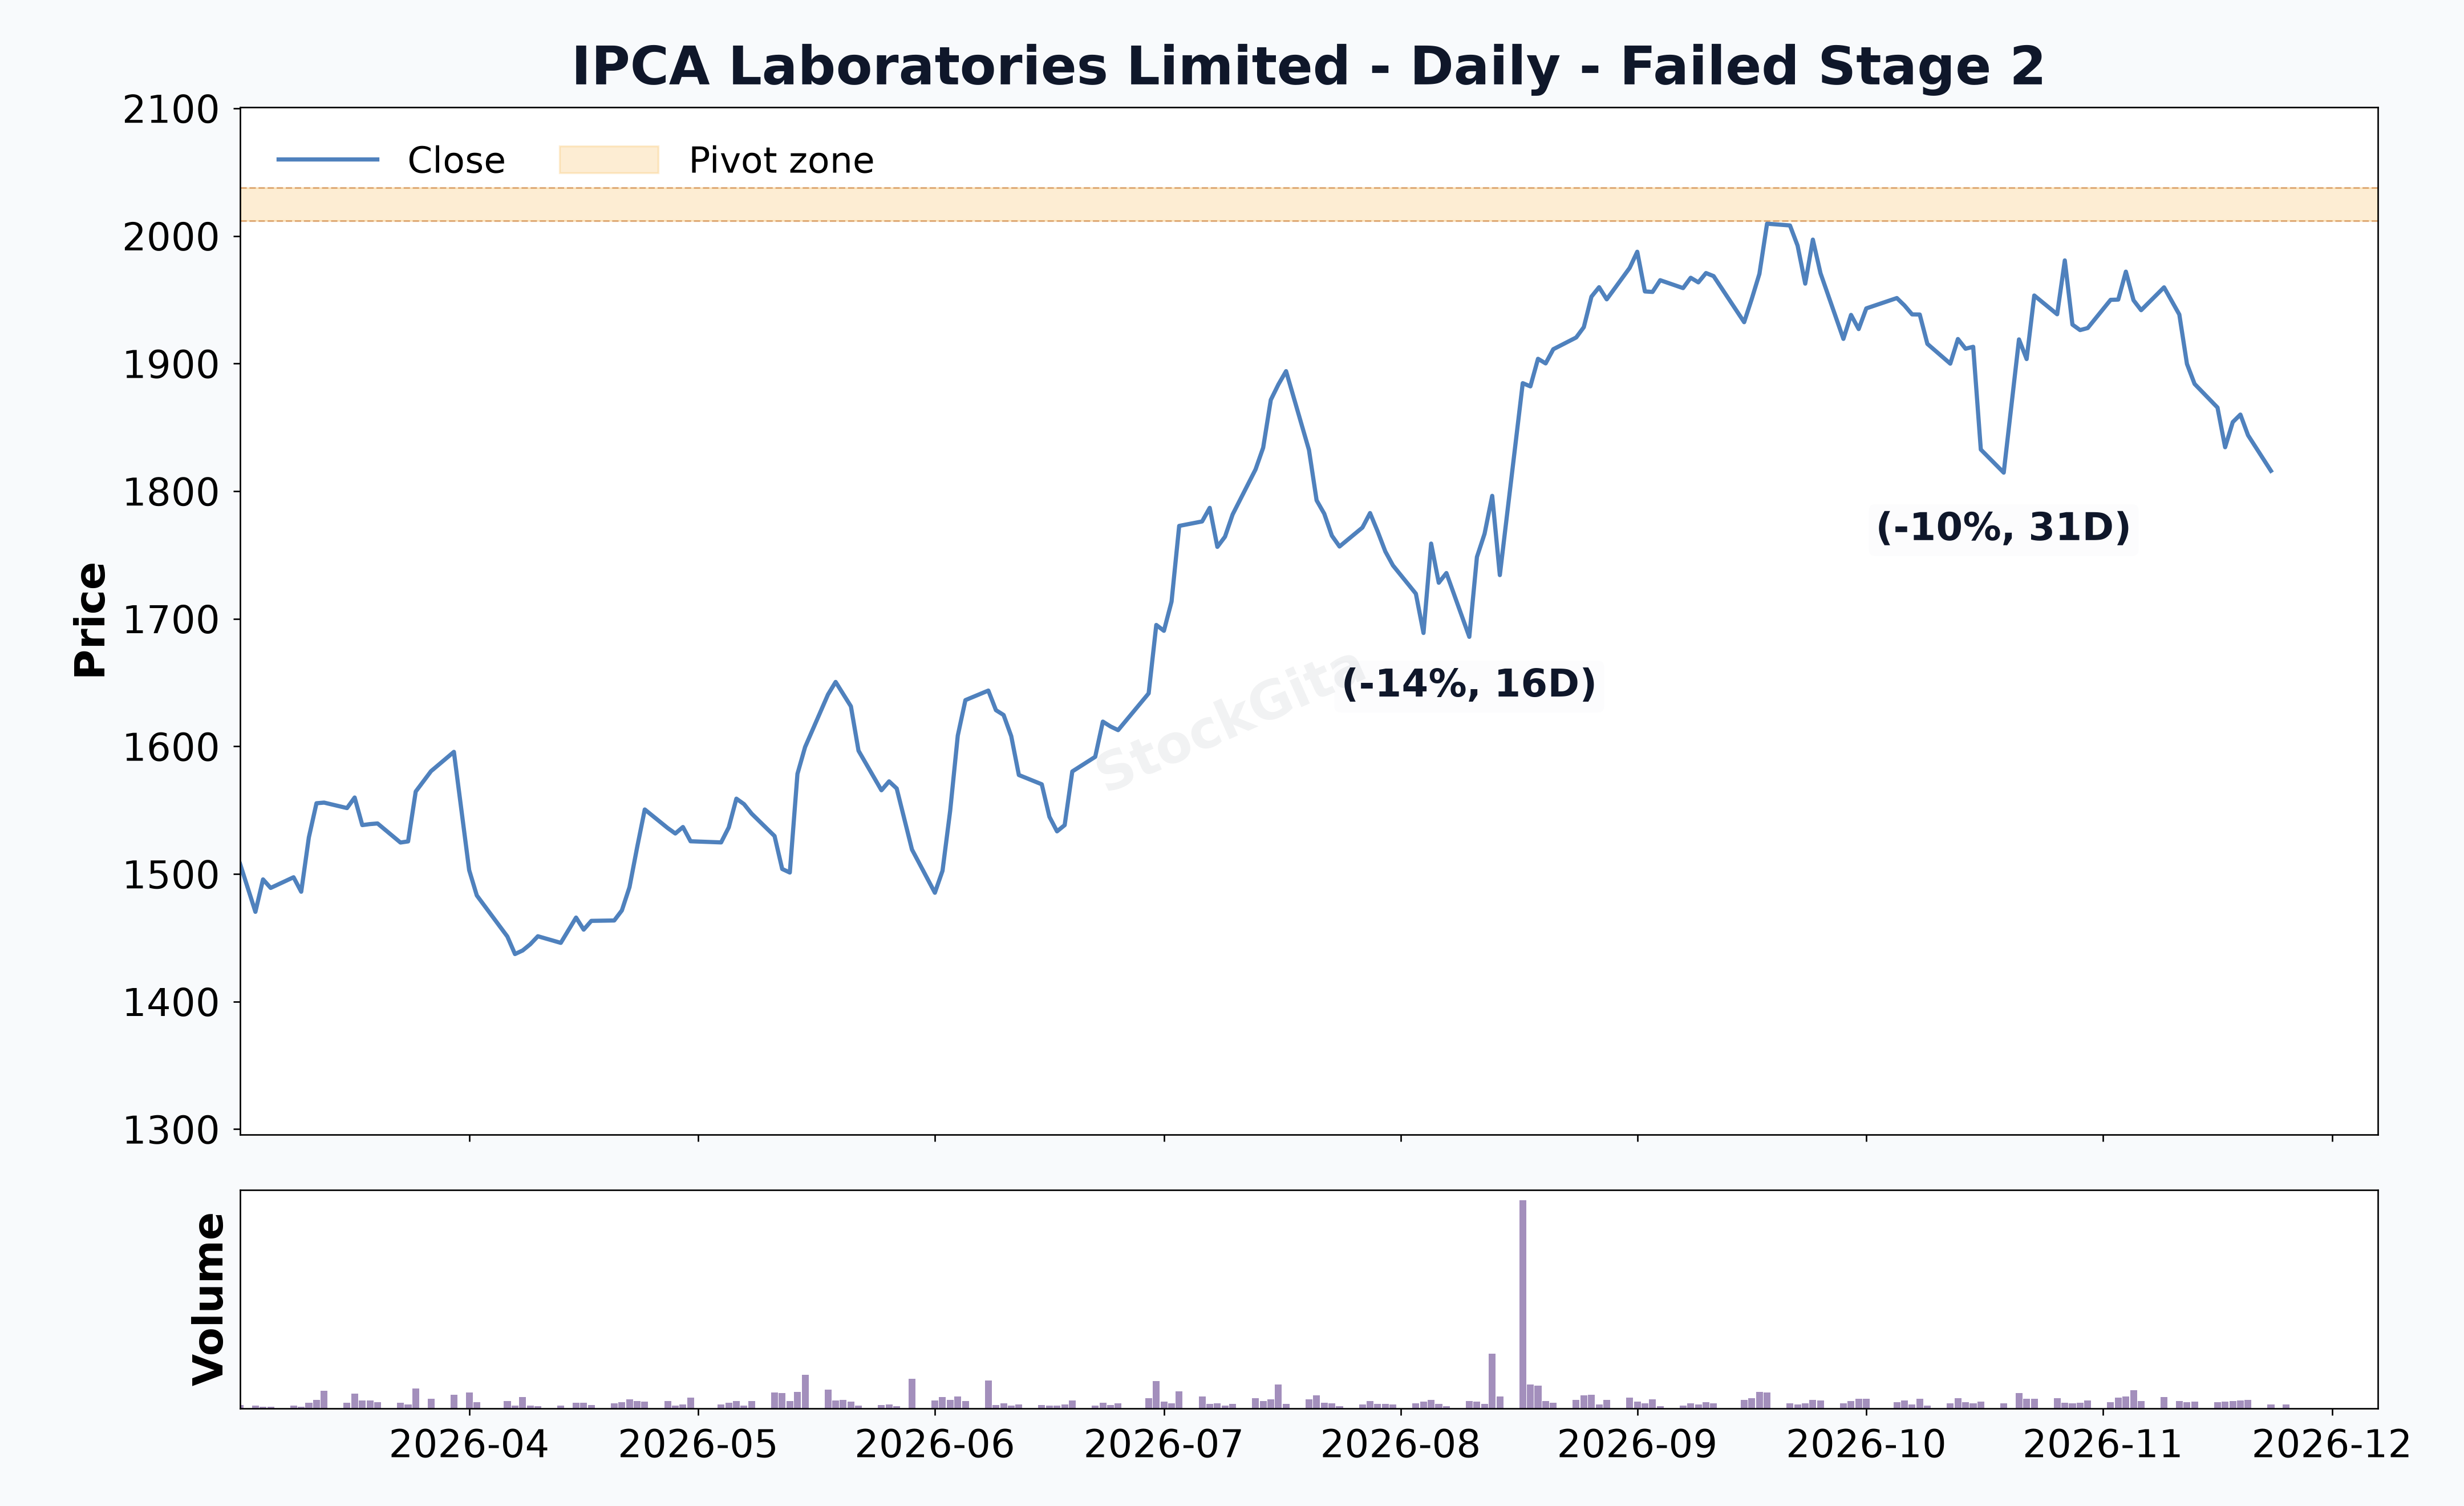 IPCA Laboratories Limited - Daily - Failed Stage 2
2100
Close
Pivot zone
2000
1900
1800
(-10%, 31D)
Price
1700
(-14%, 16D)
StockGita
1600
1500
1400
1300
Volume
2026-04 2026-05 2026-06 2026-07 2026-08 2026-09 2026-10 2026-11 2026-12